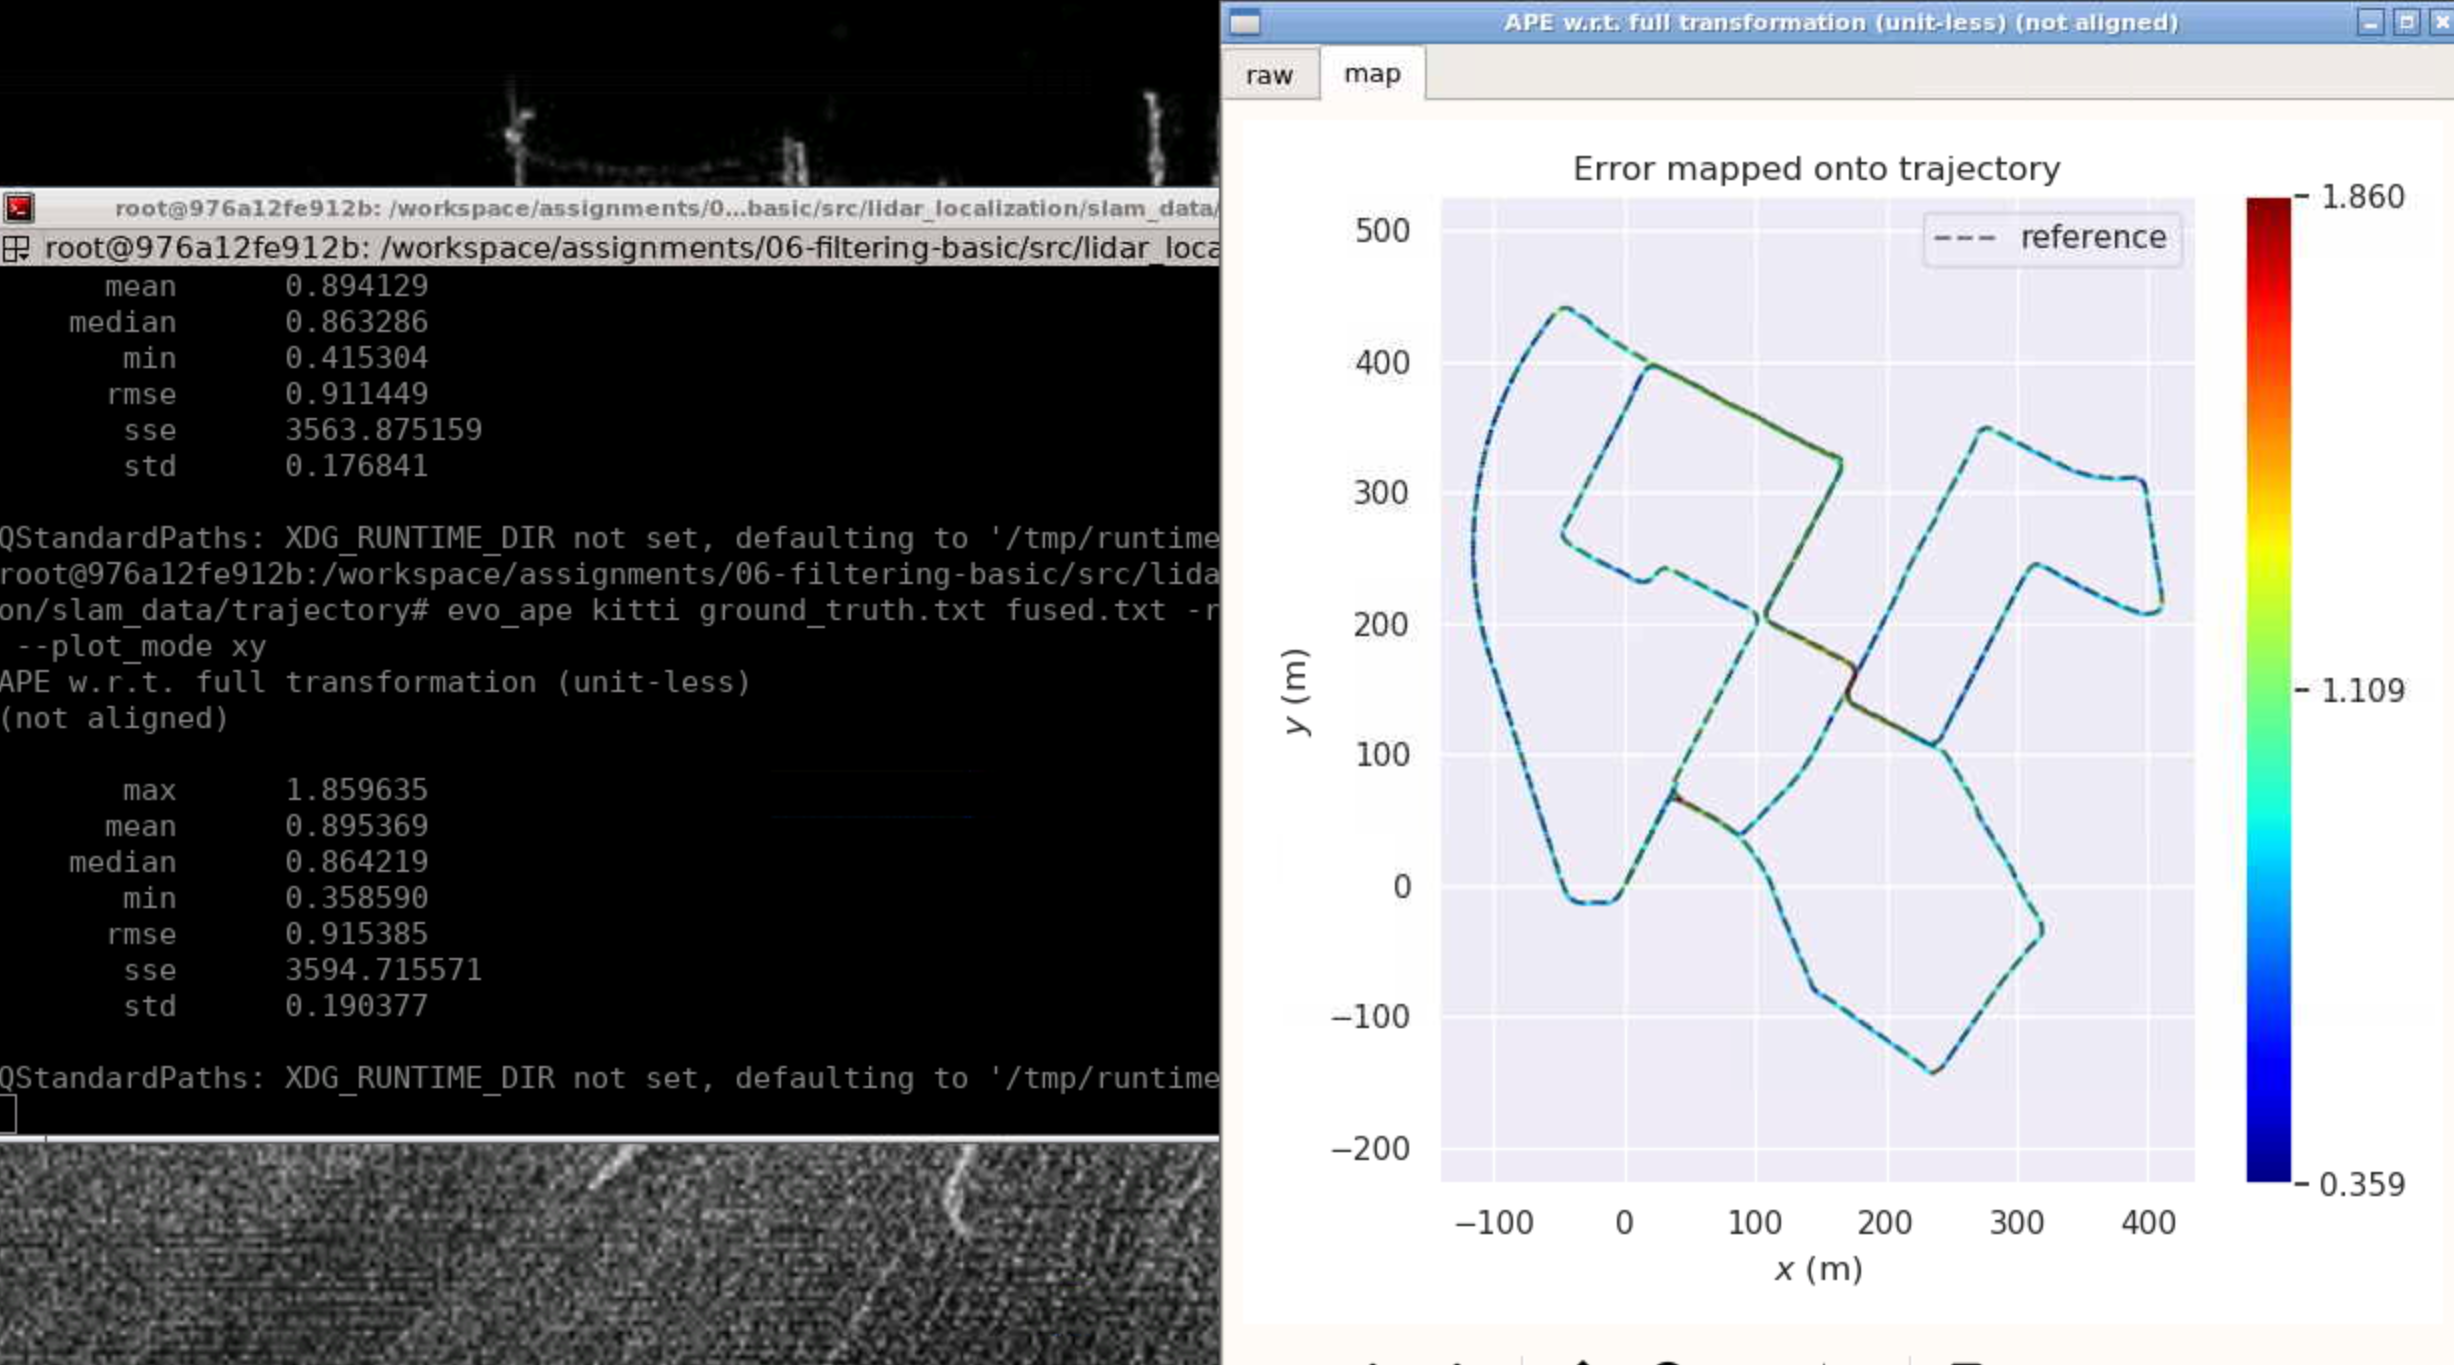 root@976a12fe912b: /workspace/assignments/0...basic/src/lidar_localization/slam_data/
root@976a12fe912b: /workspace/assignments/06-filtering-basic/src/lidar_loca
mean 0.894129
median 0.863286
min 0.415304
rmse 0.911449
sse 3563.875159
std 0.176841
QStandardPaths: XDG_RUNTIME_DIR not set, defaulting to '/tmp/runtime
root@976a12fe912b:/workspace/assignments/06-filtering-basic/src/lida
on/slam_data/trajectory# evo_ape kitti ground_truth.txt fused.txt -r
--plot_mode xy
APE w.r.t. full transformation (unit-less)
(not aligned)
max 1.859635
mean 0.895369
median 0.864219
min 0.358590
rmse 0.915385
sse 3594.715571
std 0.190377
QStandardPaths: XDG_RUNTIME_DIR not set, defaulting to '/tmp/runtime
APE w.r.t. full transformation (unit-less) (not aligned)
raw map
Error mapped onto trajectory
reference
500
400
300
200
100
0
−100
−200
y (m)
−100 0 100 200 300 400
x (m)
1.860
1.109
0.359